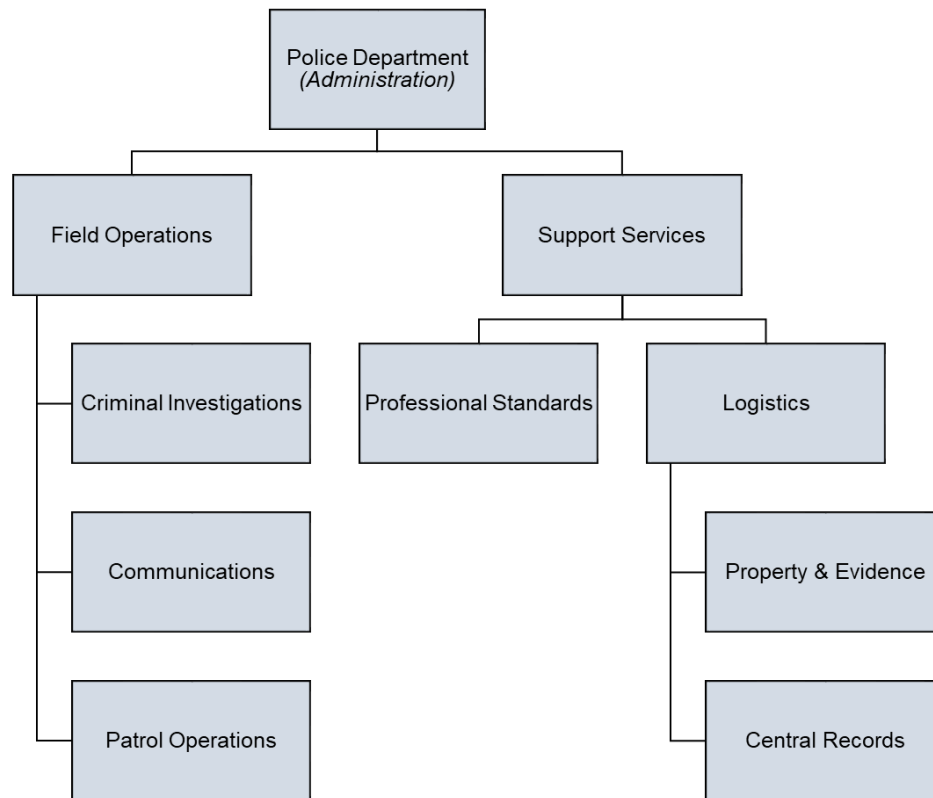 Police Department
(Administration)
Field Operations
Support Services
Criminal Investigations
Professional Standards
Logistics
Communications
Property & Evidence
Patrol Operations
Central Records